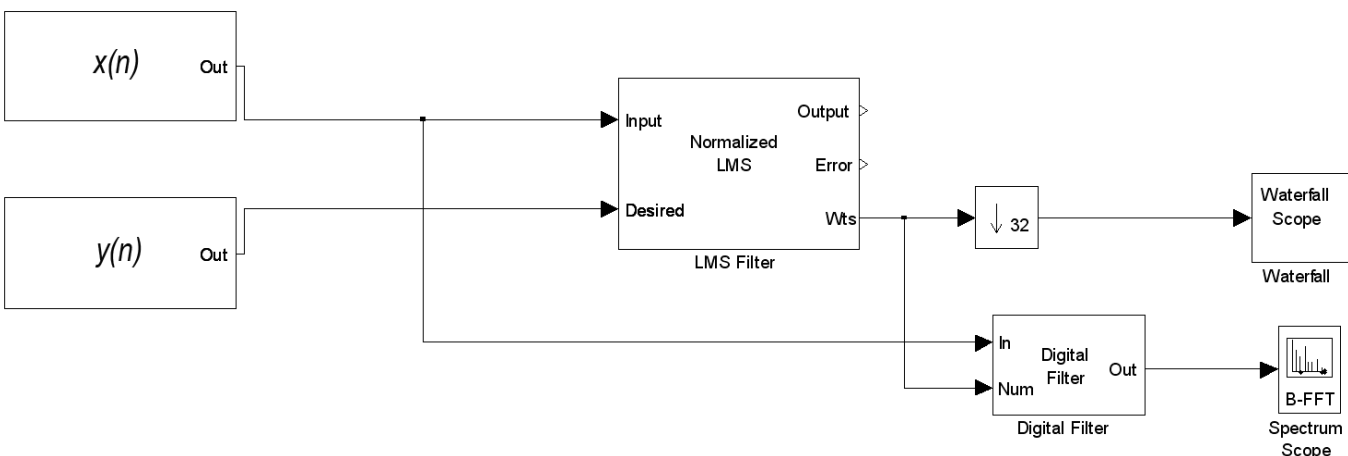 x(n)
Out
y(n)
Out
Input
Desired
Normalized
LMS
Output
Error
Wts
LMS Filter
↓ 32
Waterfall
Scope
Waterfall
In
Num
Digital
Filter
Out
Digital Filter
B-FFT
Spectrum
Scope